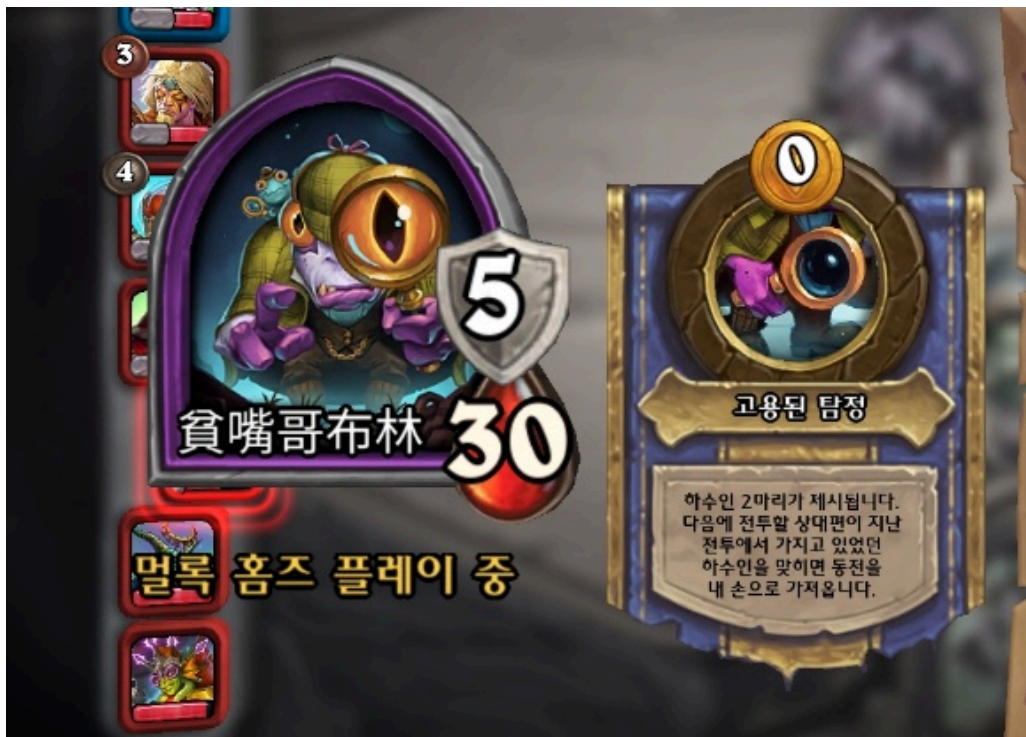 3
4
5
30
貧嘴哥布林
멀록 홈즈 플레이 중
0
고용된 탐정
하수인 2마리가 제시됩니다.
다음에 전투할 상대편이 지난
전투에서 가지고 있었던
하수인을 맞히면 동전을
내 손으로 가져옵니다.